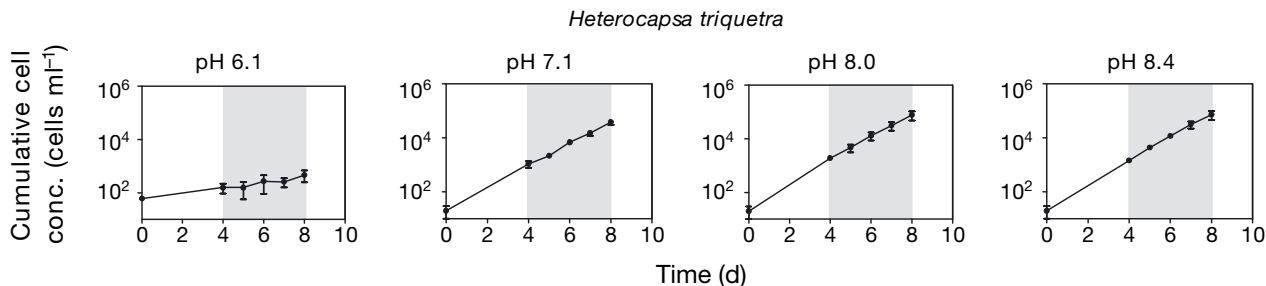 Heterocapsa triquetra
Cumulative cell
conc. (cells ml⁻¹)
pH 6.1
10⁶
10⁴
10²
0 2 4 6 8 10
pH 7.1
10⁶
10⁴
10²
0 2 4 6 8 10
pH 8.0
10⁶
10⁴
10²
0 2 4 6 8 10
pH 8.4
10⁶
10⁴
10²
0 2 4 6 8 10
Time (d)